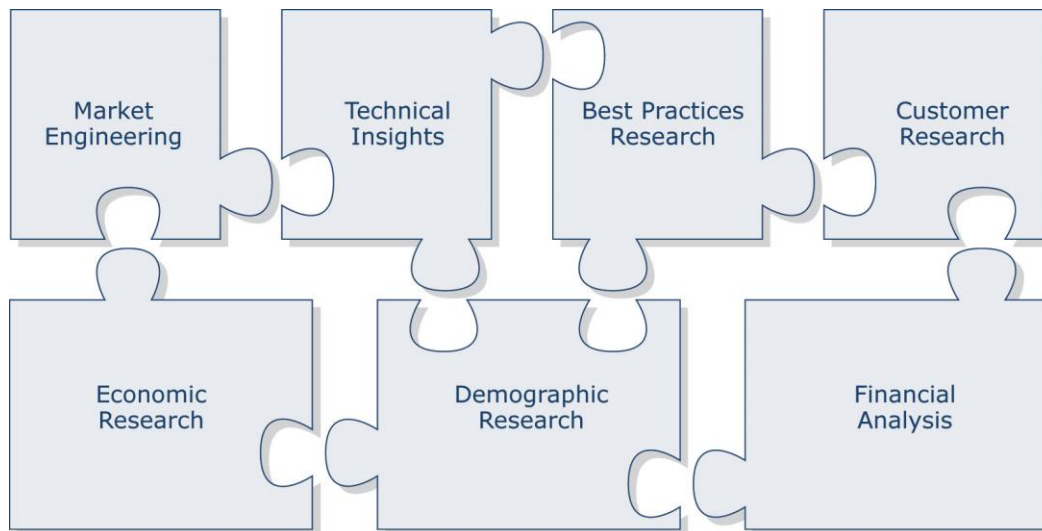 Market
Engineering
Technical
Insights
Best Practices
Research
Customer
Research
Economic
Research
Demographic
Research
Financial
Analysis